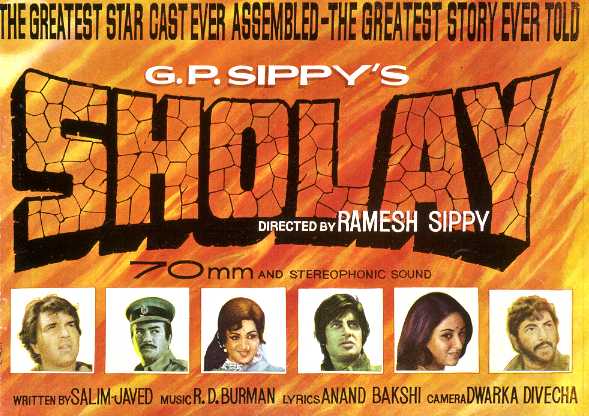 THE GREATEST STAR CAST EVER ASSEMBLED-THE GREATEST STORY EVER TOLD
G.P. SIPPY'S
SHOLAY
DIRECTED BY RAMESH SIPPY
70mm AND STEREOPHONIC SOUND
WRITTEN BY SALIM-JAVED MUSIC R.D. BURMAN LYRICS ANAND BAKSHI CAMERA DWARKA DIVECHA